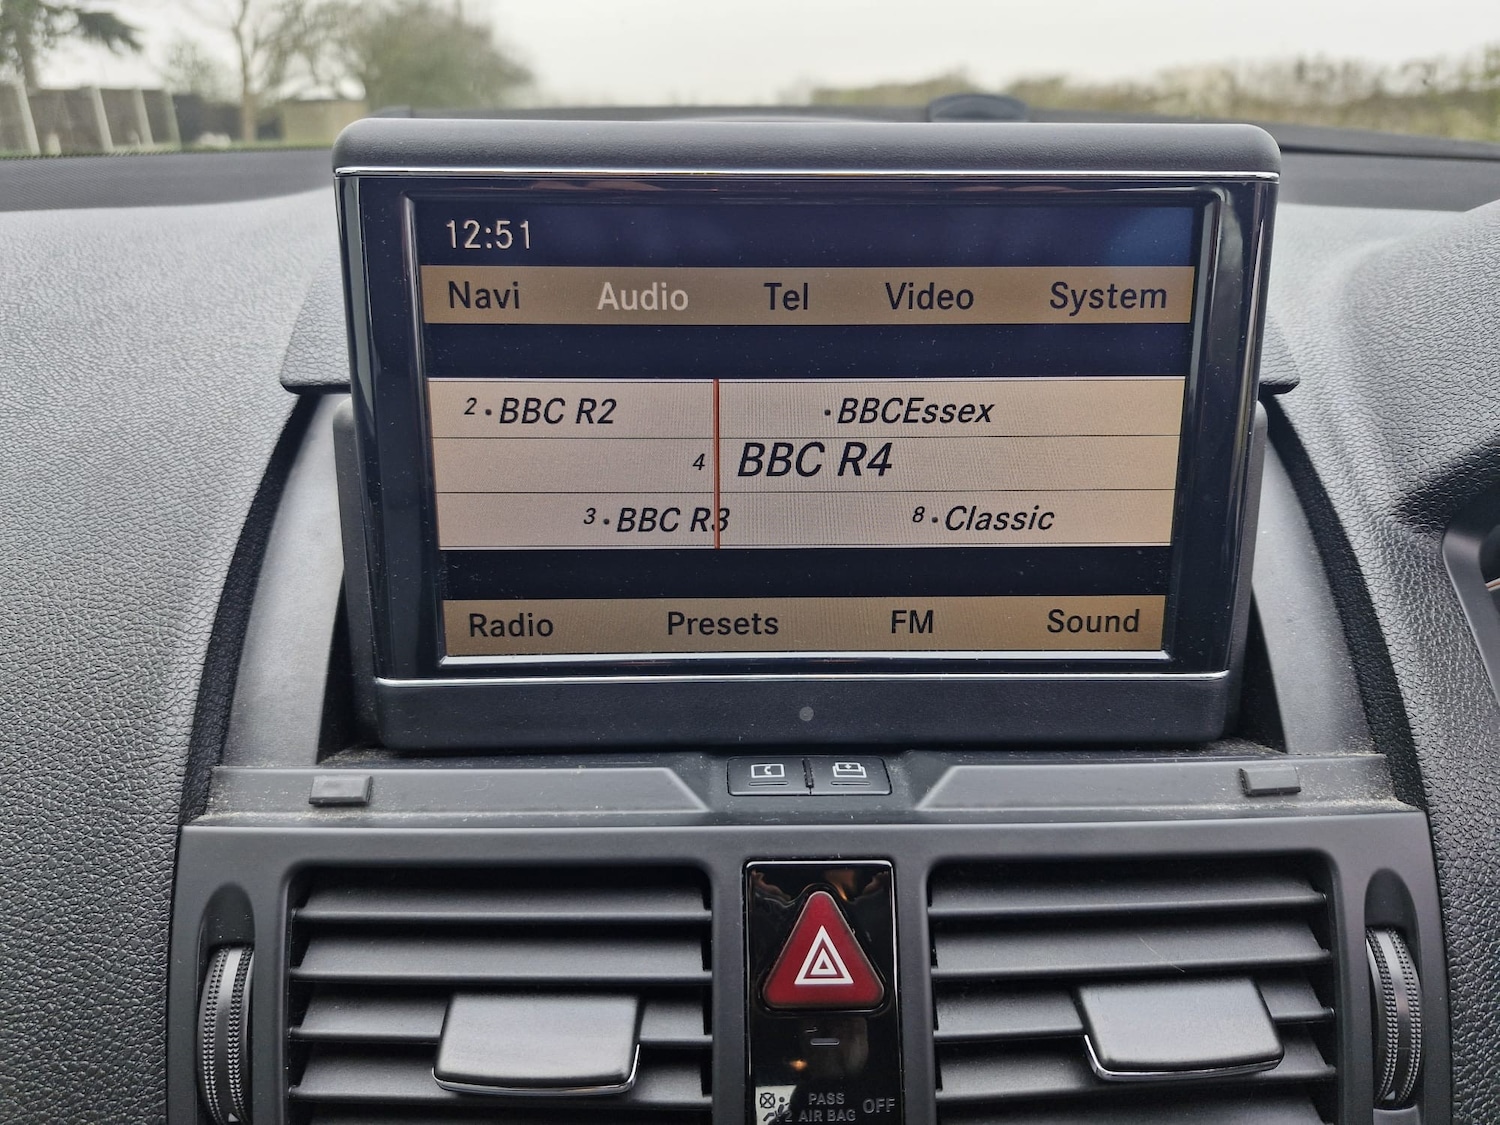 12:51
Navi Audio Tel Video System
2 · BBC R2 ·BBCEssex
4 BBC R4
3 · BBC R3 8 · Classic
Radio Presets FM Sound
PASS
AIR BAG OFF